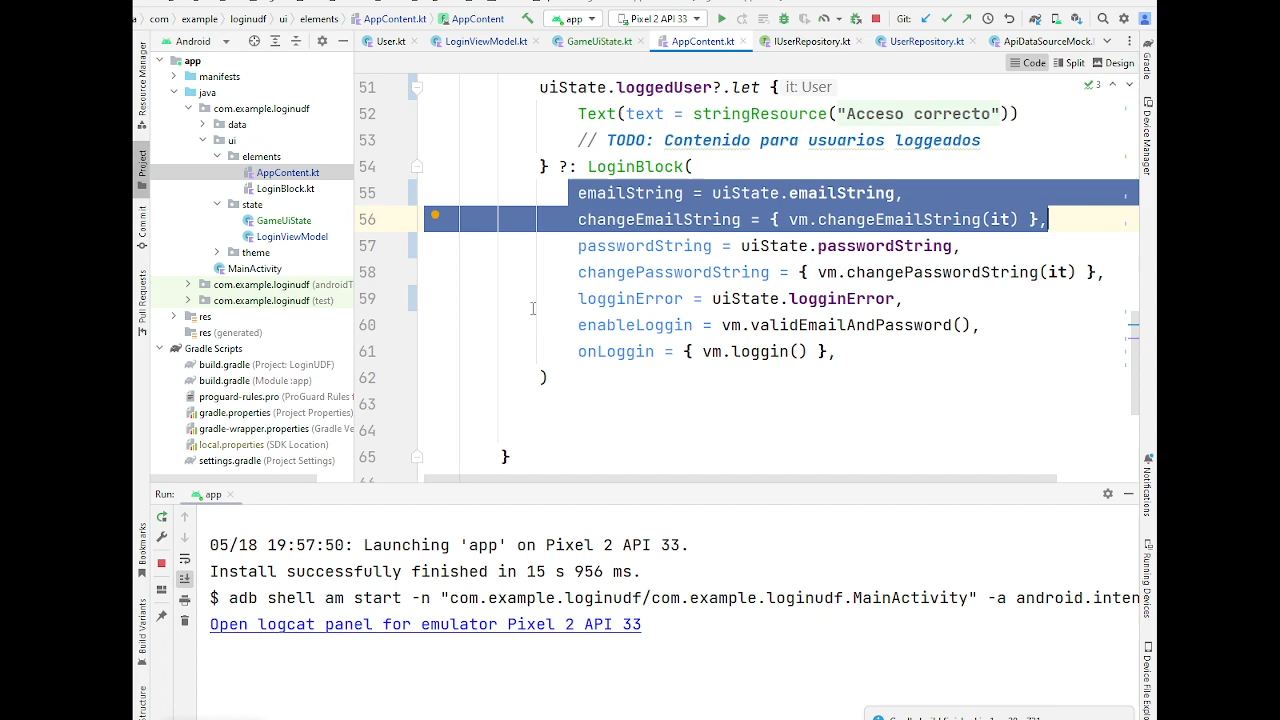 com example loginudf ui elements AppContent.kt AppContent app Pixel 2 API 33 Git:
Android User.kt LoginViewModel.kt GameUiState.kt AppContent.kt IUserRepository.kt UserRepository.kt ApiDataSourceMock.
Code Split Design
Resource Manager
Project
Commit
Pull Requests
Bookmarks
Build Variants
Structure
app
manifests
java
com.example.loginudf
data
ui
elements
AppContent.kt
LoginBlock.kt
state
GameUiState
LoginViewModel
theme
MainActivity
com.example.loginudf (androidT
com.example.loginudf (test)
res
res (generated)
Gradle Scripts
build.gradle (Project: LoginUDF)
build.gradle (Module :app)
proguard-rules.pro (ProGuard Rules f
gradle.properties (Project Properties)
gradle-wrapper.properties (Gradle Ve
local.properties (SDK Location)
settings.gradle (Project Settings)
51 uiState.loggedUser?.let { it: User
3
52 Text(text = stringResource("Acceso correcto"))
53 // TODO: Contenido para usuarios loggeados
54 } ?: LoginBlock(
55 emailString = uiState.emailString,
56 changeEmailString = { vm.changeEmailString(it) },
57 passwordString = uiState.passwordString,
58 changePasswordString = { vm.changePasswordString(it) },
59 logginError = uiState.logginError,
60 enableLoggin = vm.validEmailAndPassword(),
61 onLoggin = { vm.loggin() },
62 )
63
64
65 }
Gradle
Device Manager
Notifications
Running Devices
Device File Explo
Run: app
05/18 19:57:50: Launching 'app' on Pixel 2 API 33.
Install successfully finished in 15 s 956 ms.
$ adb shell am start -n "com.example.loginudf/com.example.loginudf.MainActivity" -a android.inten
Open logcat panel for emulator Pixel 2 API 33